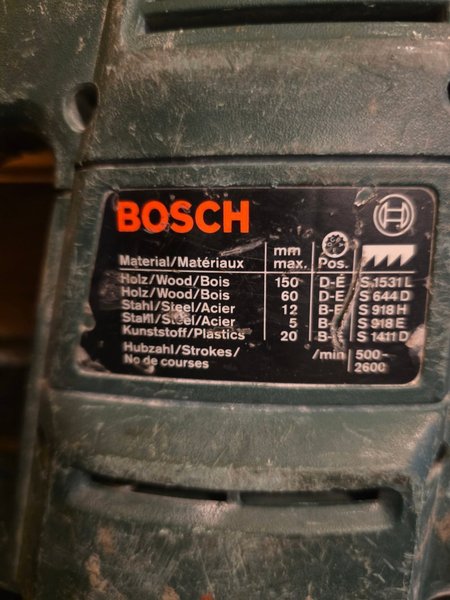 BOSCH
Material/Matériaux mm max. Pos.
Holz/Wood/Bois 150 D-E S 1531 L
Holz/Wood/Bois 60 D-E S 644 D
Stahl/Steel/Acier 12 B-E S 918 H
Stahl/Steel/Acier 5 B- S 918 E
Kunststoff/Plastics 20 B- S 1411 D
Hubzahl/Strokes/ /min 500-
No de courses 2600